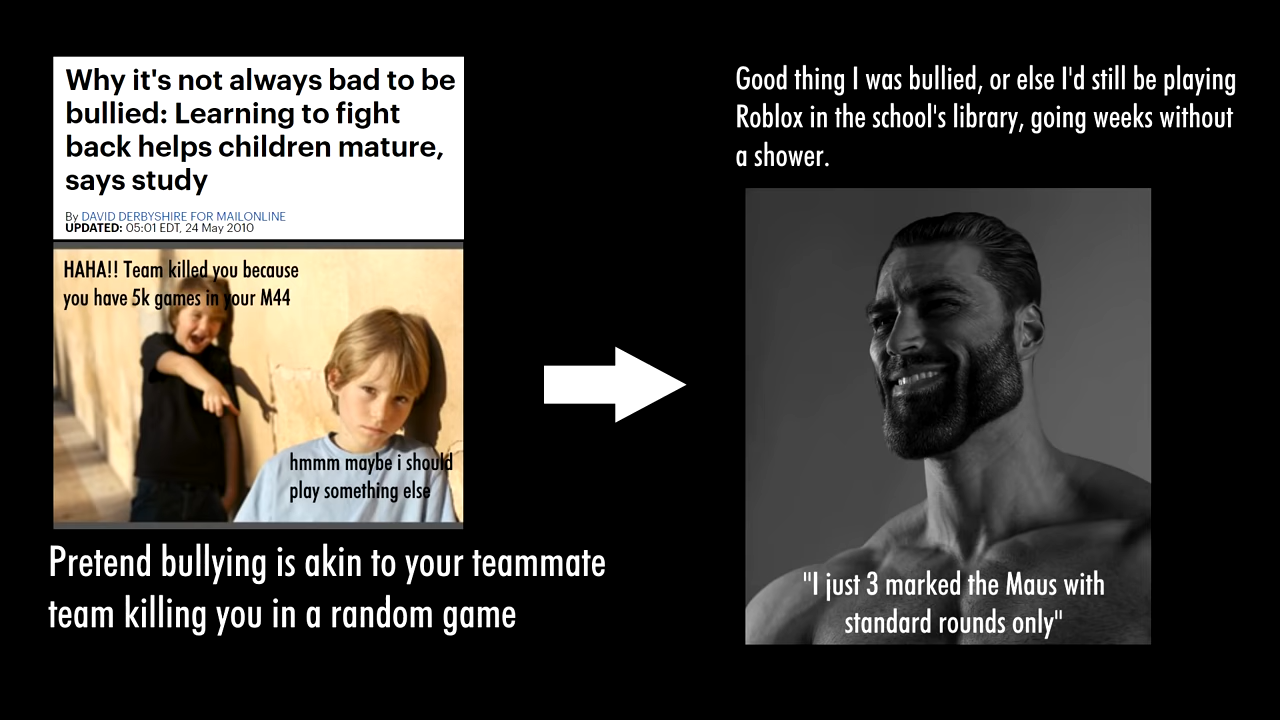 Why it's not always bad to be
bullied: Learning to fight
back helps children mature,
says study
By DAVID DERBYSHIRE FOR MAILONLINE
UPDATED: 05:01 EDT, 24 May 2010
HAHA!! Team killed you because
you have 5k games in your M44
hmmm maybe i should
play something else
Pretend bullying is akin to your teammate
team killing you in a random game
Good thing I was bullied, or else I'd still be playing
Roblox in the school's library, going weeks without
a shower.
"I just 3 marked the Maus with
standard rounds only"